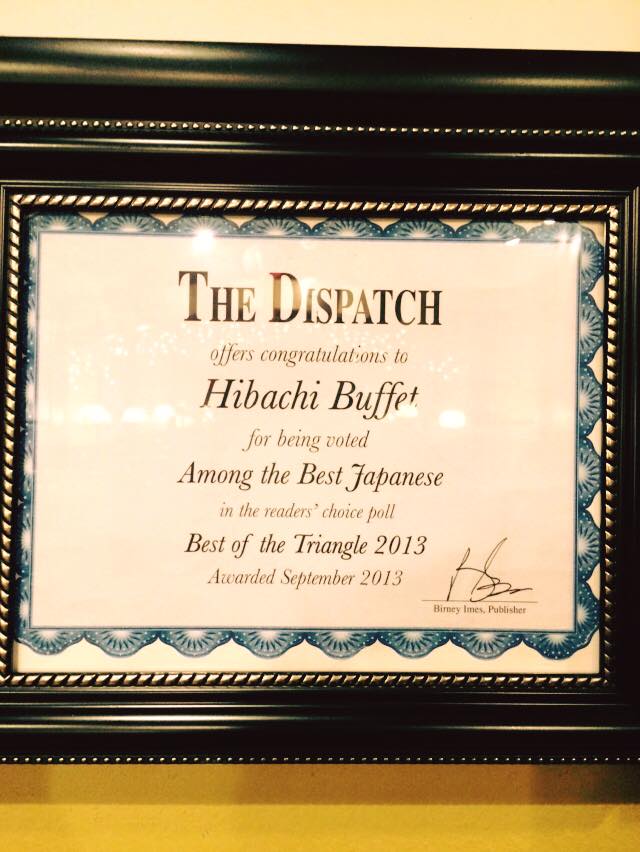 THE DISPATCH
offers congratulations to
Hibachi Buffet
for being voted
Among the Best Japanese
in the readers' choice poll
Best of the Triangle 2013
Awarded September 2013
Birney Imes, Publisher